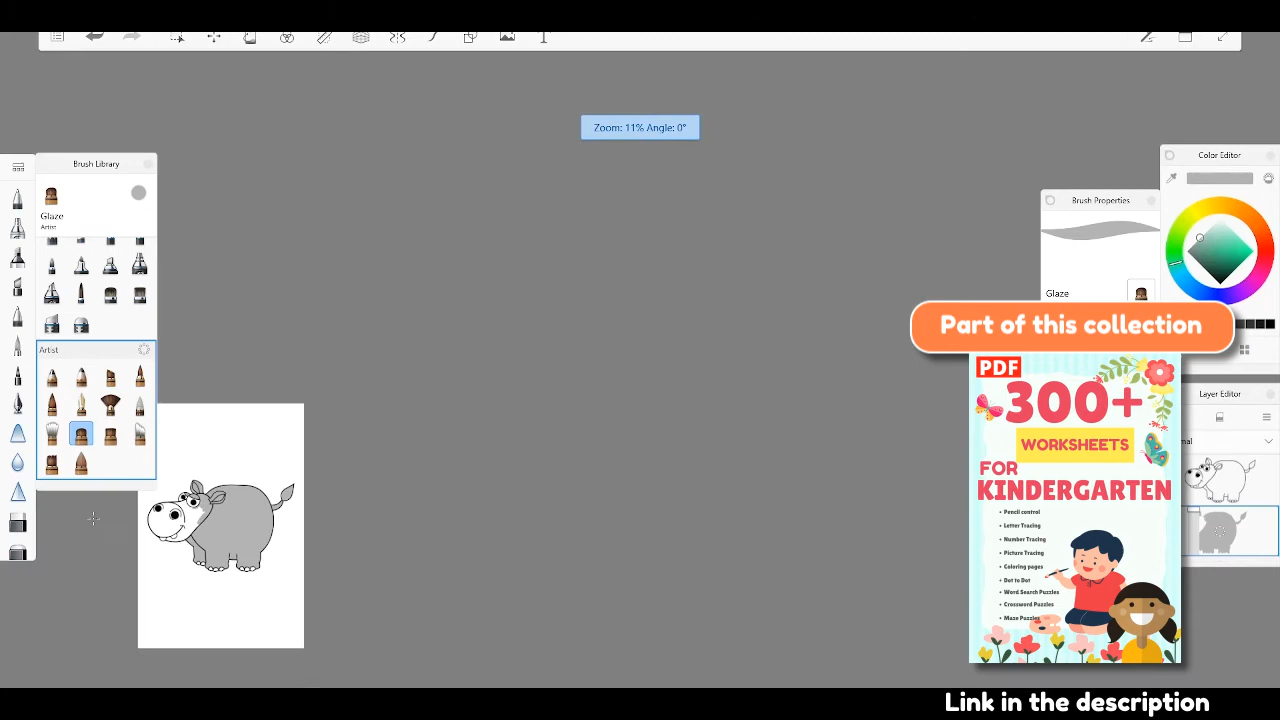 Zoom: 11% Angle: 0°
Brush Library
Glaze
Artist
Artist
Color Editor
Brush Properties
Glaze
Layer Editor
Part of this collection
PDF
300+
WORKSHEETS
FOR
KINDERGARTEN
• Pencil control
• Letter Tracing
• Number Tracing
• Picture Tracing
• Coloring pages
• Dot to Dot
• Word Search Puzzles
• Crossword Puzzles
• Maze Puzzles
Link in the description